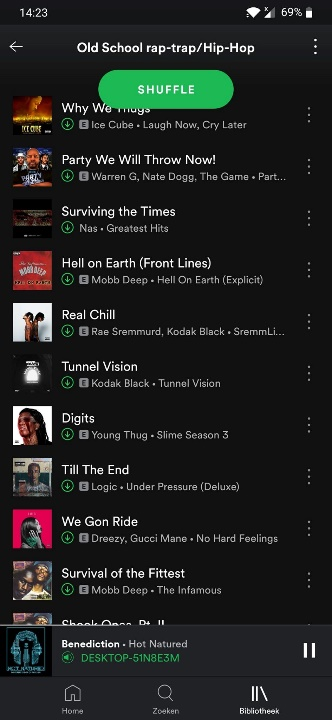 14:23
69%
Old School rap-trap/Hip-Hop
SHUFFLE
Why We Thugs
E Ice Cube • Laugh Now, Cry Later
Party We Will Throw Now!
E Warren G, Nate Dogg, The Game • Part...
Surviving the Times
Nas • Greatest Hits
Hell on Earth (Front Lines)
E Mobb Deep • Hell On Earth (Explicit)
Real Chill
E Rae Sremmurd, Kodak Black • SremmLi...
Tunnel Vision
E Kodak Black • Tunnel Vision
Digits
E Young Thug • Slime Season 3
Till The End
E Logic • Under Pressure (Deluxe)
We Gon Ride
E Dreezy, Gucci Mane • No Hard Feelings
Survival of the Fittest
E Mobb Deep • The Infamous
Shook Ones, Pt. II
Benediction • Hot Natured
DESKTOP-51N8E3M
Home
Zoeken
Bibliotheek